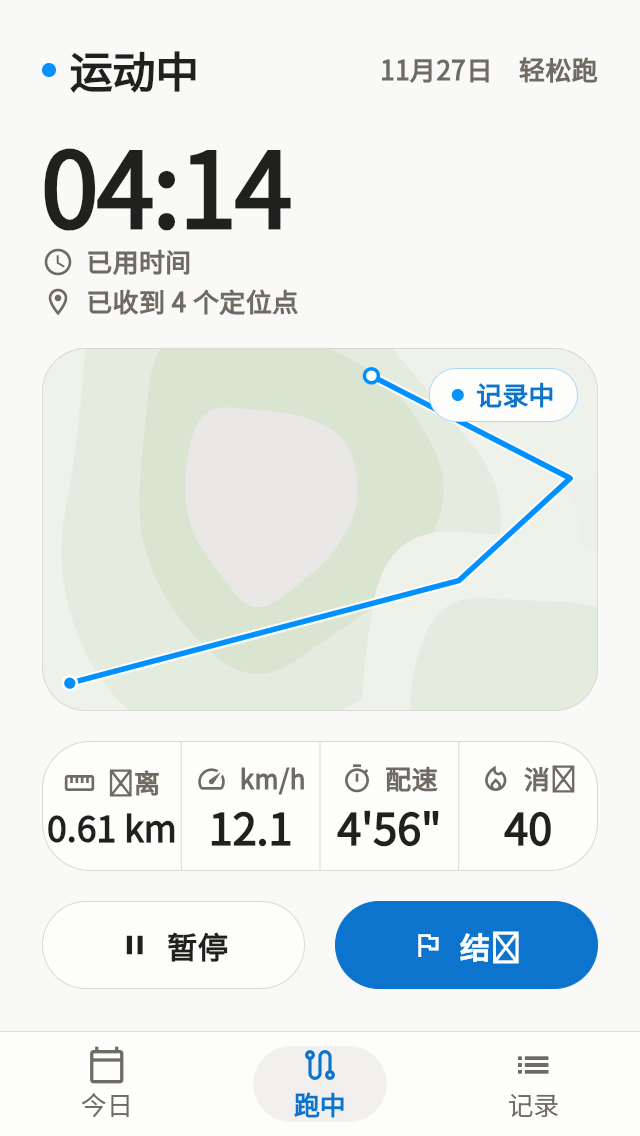 运动中
11月27日 轻松跑
04:14
已用时间
已收到 4 个定位点
记录中
离
km/h
配速
消
0.61 km
12.1
4'56"
40
暂停
结
今日
跑中
记录